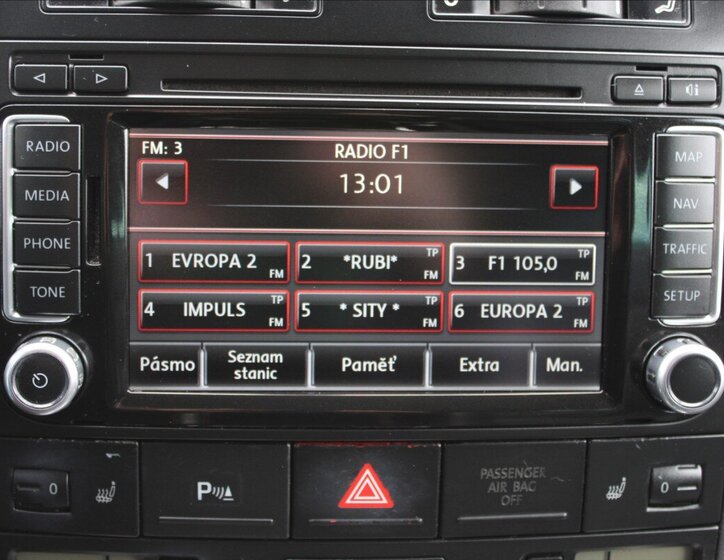 RADIO
MEDIA
PHONE
TONE
FM: 3
RADIO F1
13:01
1 EVROPA 2 FM
2 *RUBI* TP FM
3 F1 105,0 TP FM
4 IMPULS TP FM
5 * SITY * TP FM
6 EUROPA 2 TP FM
Pásmo
Seznam
stanic
Paměť
Extra
Man.
MAP
NAV
TRAFFIC
SETUP
0
P
PASSENGER
AIR BAG
OFF
0